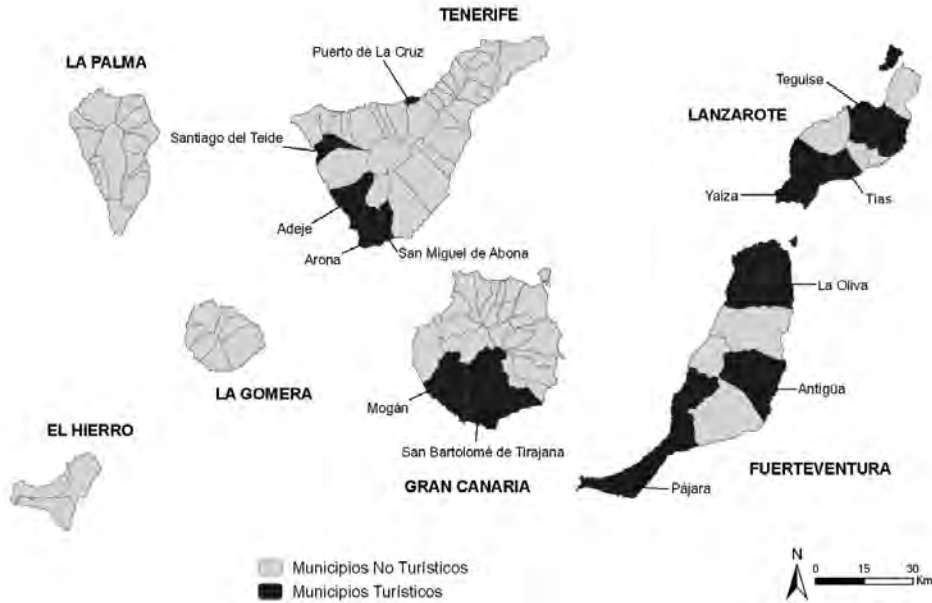 TENERIFE
Puerto de La Cruz
LA PALMA
Teguise
LANZAROTE
Santiago del Teide
Yaiza
Tias
Adeje
Arona
San Miguel de Abona
La Oliva
LA GOMERA
Mogán
Antigüa
EL HIERRO
San Bartolomé de Tirajana
FUERTEVENTURA
GRAN CANARIA
Pájara
Municipios No Turísticos
Municipios Turísticos
N
0 15 30
Km